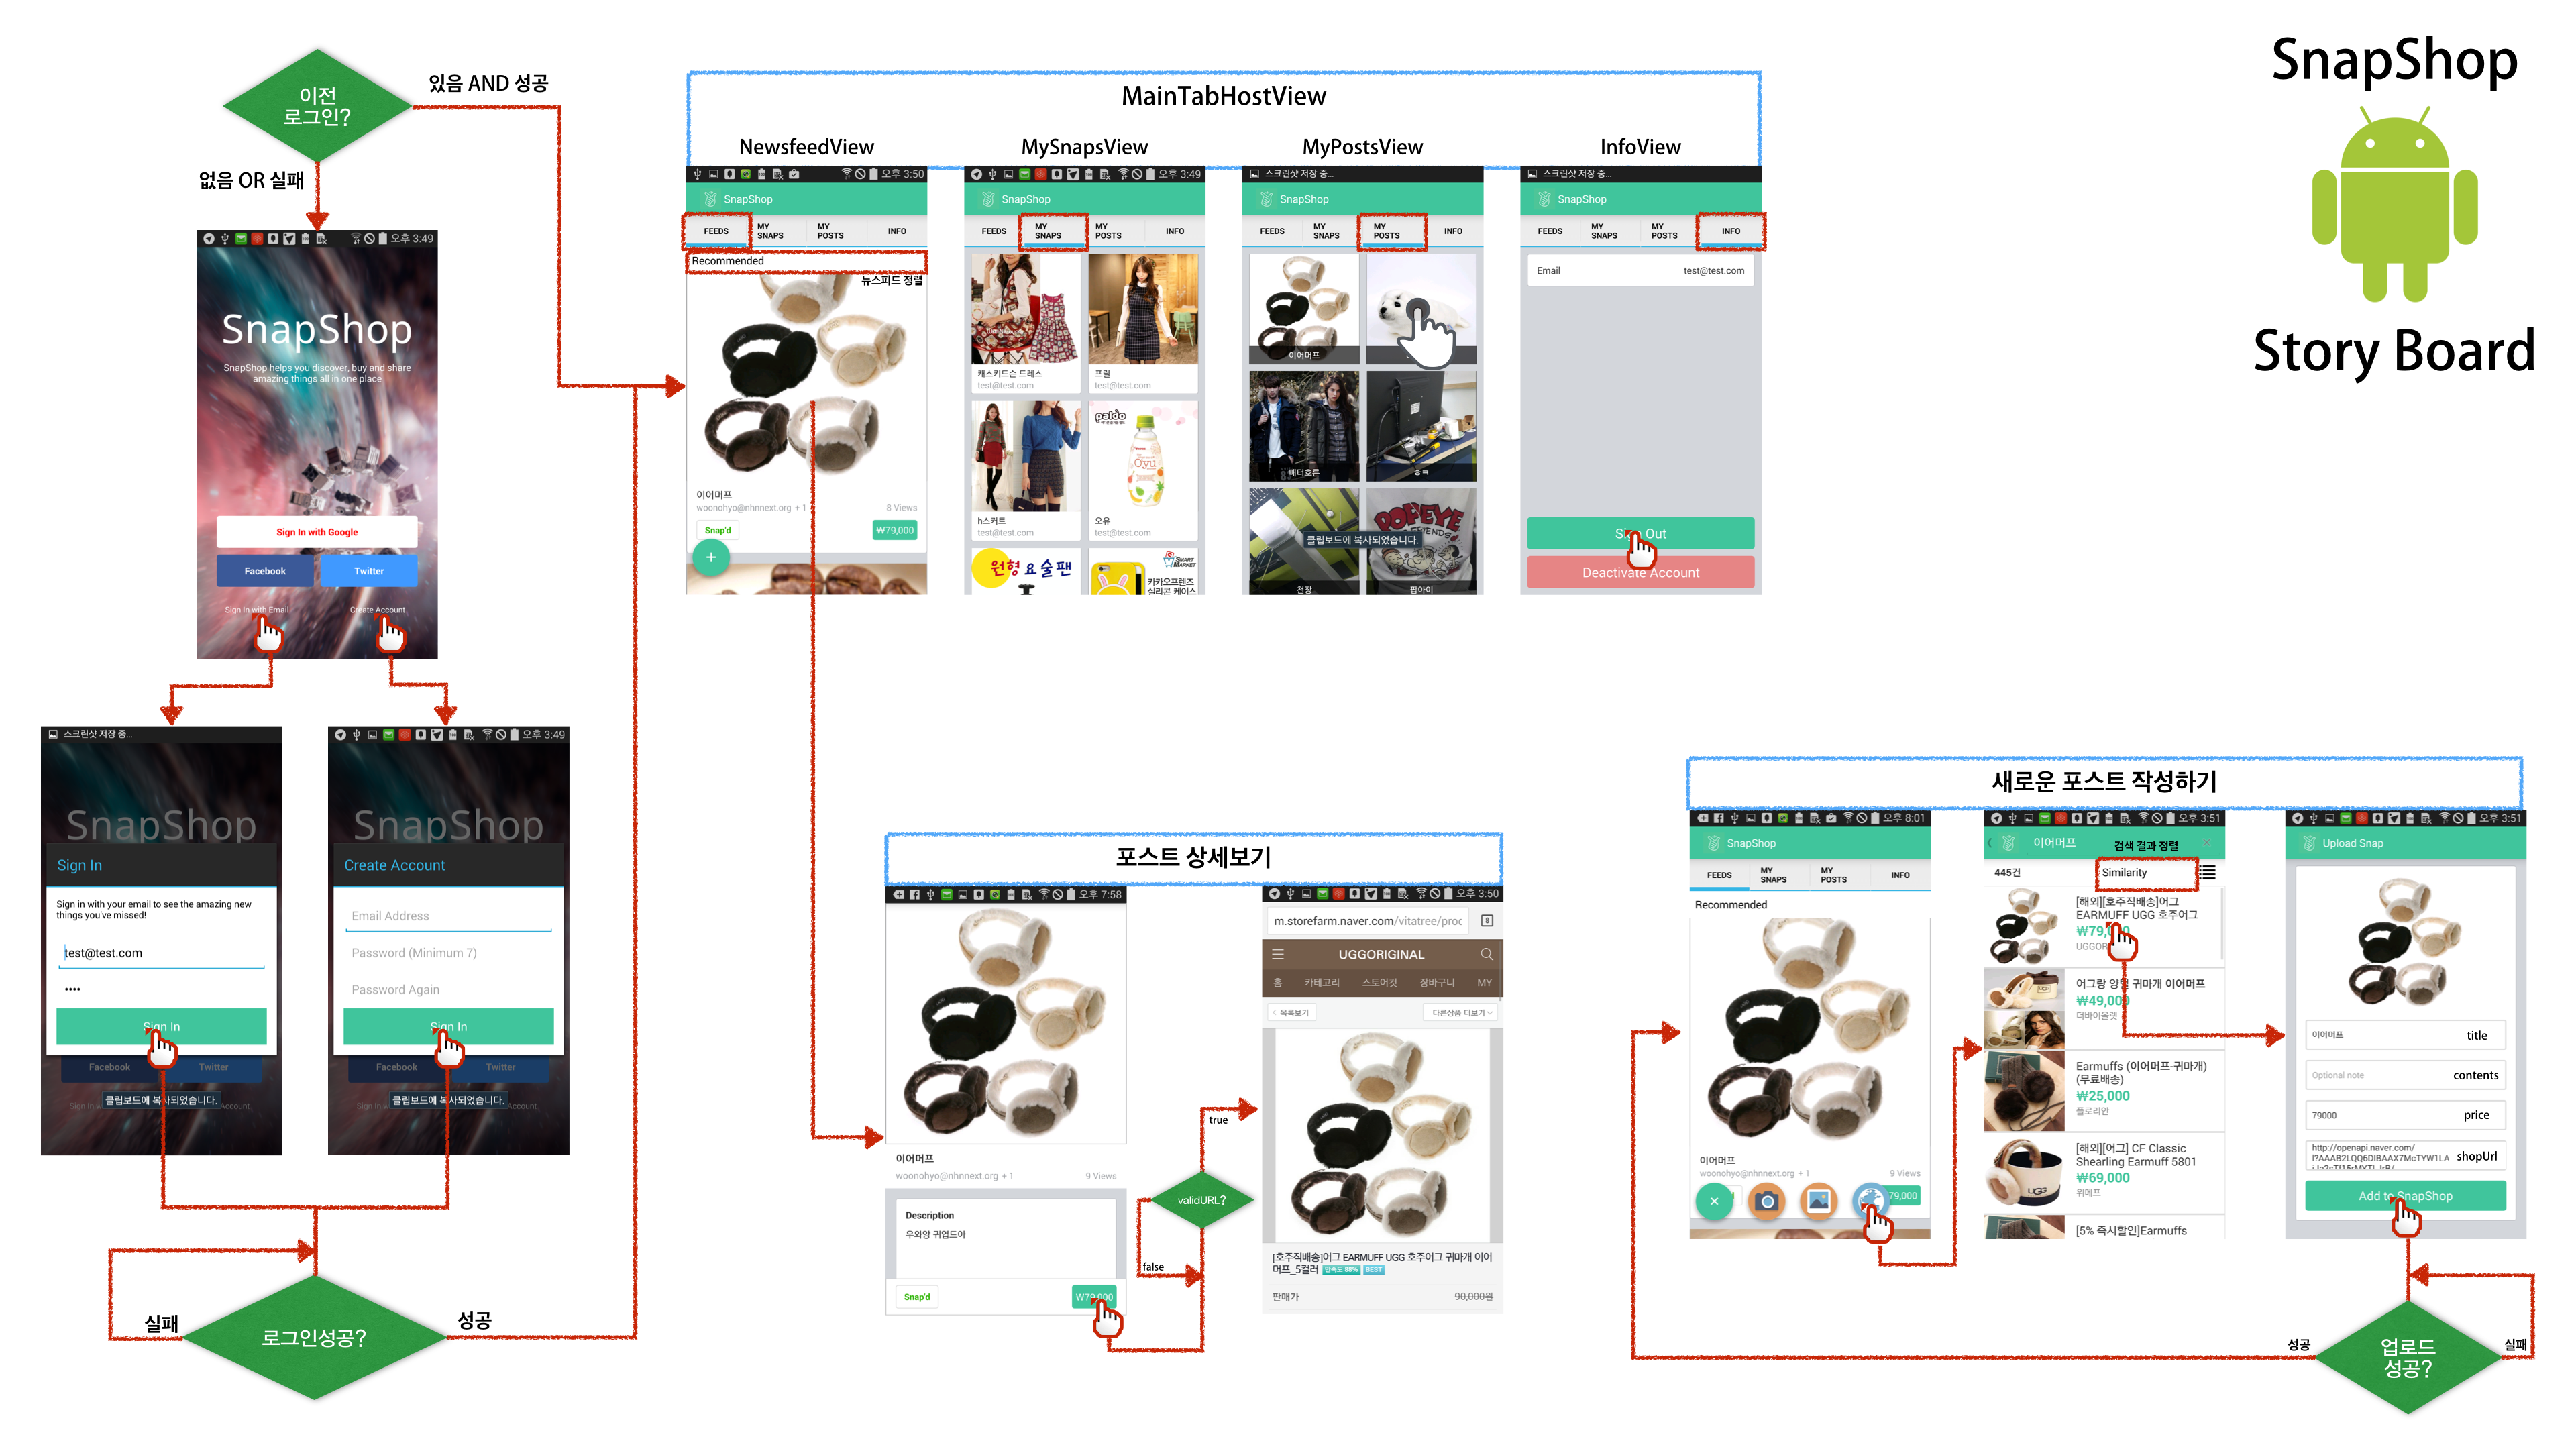 SnapShop
Story Board
이전
로그인?
있음 AND 성공
없음 OR 실패
오후 3:49
SnapShop
SnapShop helps you discover, buy and share
amazing things all in one place
Sign In with Google
Facebook
Twitter
Sign In with Email
Create Account
스크린샷 저장 중...
SnapShop
Sign In
Sign in with your email to see the amazing new
things you've missed!
test@test.com
••••
Sign In
Facebook
Twitter
클립보드에 복사되었습니다.
Account
오후 3:49
SnapShop
Create Account
Email Address
Password (Minimum 7)
Password Again
Sign In
Facebook
Twitter
클립보드에 복사되었습니다.
Account
로그인성공?
실패
성공
MainTabHostView
NewsfeedView
오후 3:50
SnapShop
FEEDS
MY
SNAPS
MY
POSTS
INFO
Recommended
뉴스피드 정렬
이어머프
woonohyo@nhnnext.org + 1
8 Views
Snap'd
₩79,000
+
MySnapsView
오후 3:49
SnapShop
FEEDS
MY
SNAPS
MY
POSTS
INFO
캐스키드슨 드레스
test@test.com
프릴
test@test.com
h스커트
test@test.com
paldo
오유
test@test.com
원형 요술팬
SMART
MARKET
카카오프렌즈
실리콘 케이스
MyPostsView
스크린샷 저장 중...
SnapShop
FEEDS
MY
SNAPS
MY
POSTS
INFO
이어머프
매터호른
ㅎㅋ
POPEYE
클립보드에 복사되었습니다.
천장
팝아이
InfoView
스크린샷 저장 중...
SnapShop
FEEDS
MY
SNAPS
MY
POSTS
INFO
Email
test@test.com
Sign Out
Deactivate Account
포스트 상세보기
오후 7:58
이어머프
woonohyo@nhnnext.org + 1
9 Views
Description
우와앙 귀엽드아
Snap'd
₩79,000
validURL?
true
false
오후 3:50
m.storefarm.naver.com/vitatree/proc
8
UGGORIGINAL
홈
카테고리
스토어컷
장바구니
MY
목록보기
다른상품 더보기
[호주직배송]어그 EARMUFF UGG 호주어그 귀마개 이어
머프_5컬러
만족도 88%
BEST
판매가
90,000원
새로운 포스트 작성하기
오후 8:01
SnapShop
FEEDS
MY
SNAPS
MY
POSTS
INFO
Recommended
이어머프
woonohyo@nhnnext.org + 1
9 Views
79,000
오후 3:51
이어머프
검색 결과 정렬
445건
Similarity
[해외][호주직배송]어그
EARMUFF UGG 호주어그
₩79,000
UGGOR
어그랑 양털 귀마개 이어머프
₩49,000
더바이올렛
Earmuffs (이어머프-귀마개)
(무료배송)
₩25,000
플로리안
[해외][어그] CF Classic
Shearling Earmuff 5801
₩69,000
위메프
[5% 즉시할인]Earmuffs
오후 3:51
Upload Snap
이어머프
title
Optional note
contents
79000
price
http://openapi.naver.com/
l?AAAB2LQQ6DIBAAX7McTYW1LA
shopUrl
Add to SnapShop
업로드
성공?
성공
실패